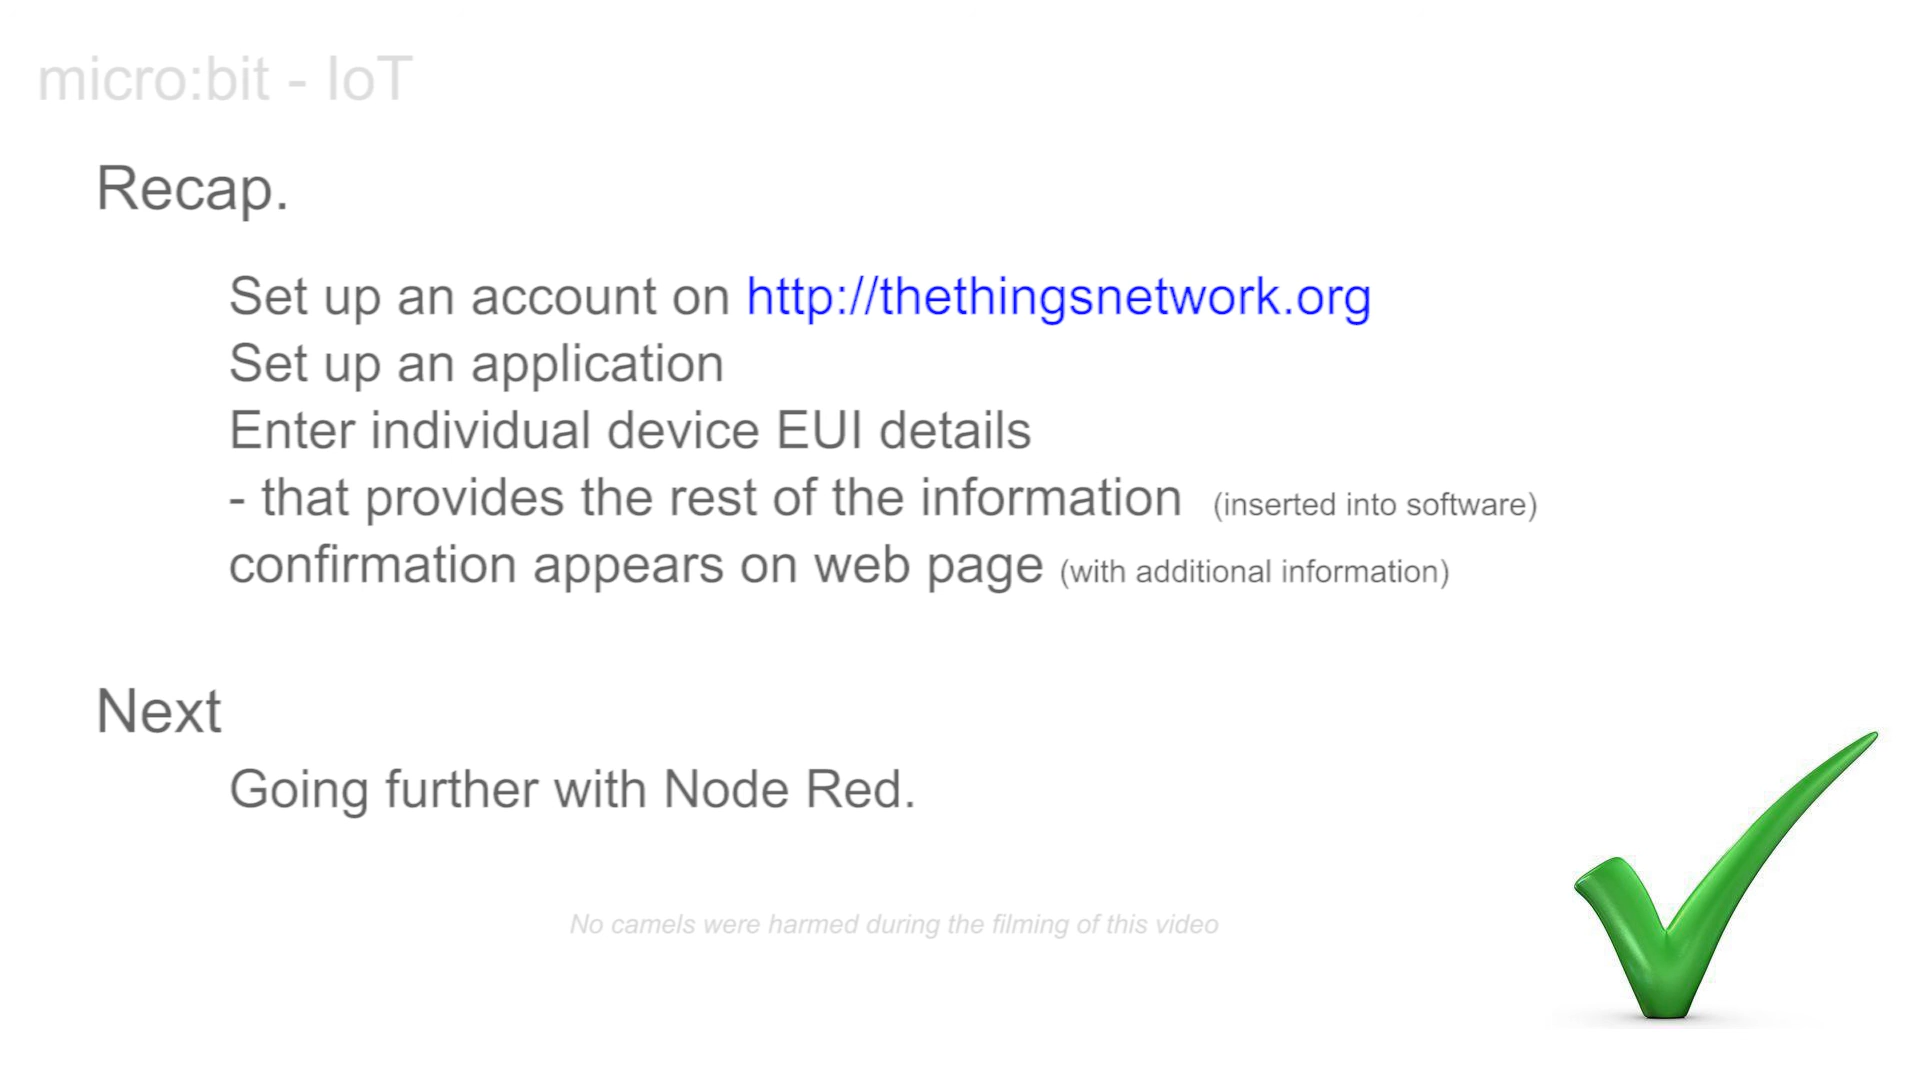 micro:bit - IoT
Recap.
Set up an account on http://thethingsnetwork.org
Set up an application
Enter individual device EUI details
- that provides the rest of the information (inserted into software)
confirmation appears on web page (with additional information)
Next
Going further with Node Red.
No camels were harmed during the filming of this video